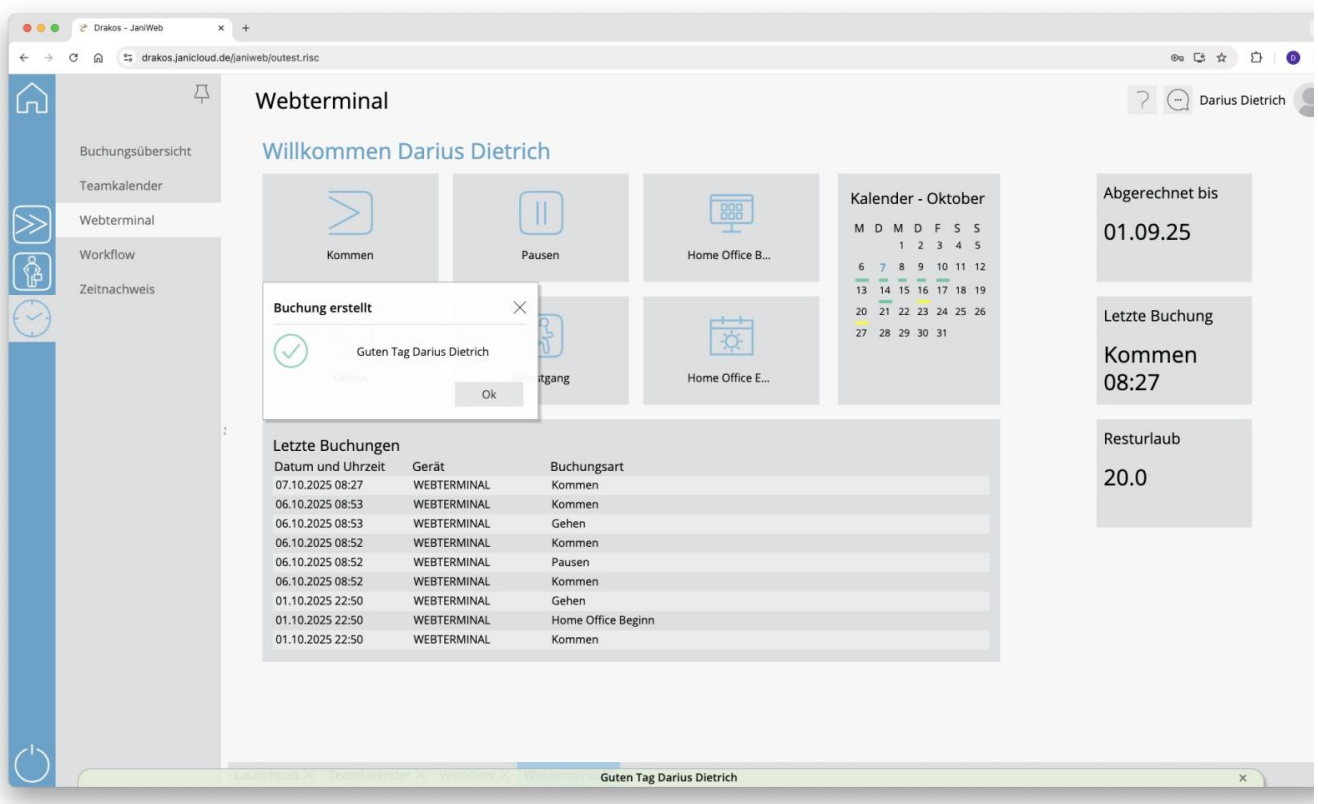 Drakos - JaniWeb
drakos.janicloud.de/janiweb/outest.risc
D
Webterminal
Darius Dietrich
Buchungsübersicht
Teamkalender
Webterminal
Workflow
Zeitnachweis
Willkommen Darius Dietrich
Kommen
Pausen
Home Office B...
Buchung erstellt
Guten Tag Darius Dietrich
Ok
Gehen
stgang
Home Office E...
Kalender - Oktober
M D M D F S S
1 2 3 4 5
6 7 8 9 10 11 12
13 14 15 16 17 18 19
20 21 22 23 24 25 26
27 28 29 30 31
Abgerechnet bis
01.09.25
Letzte Buchung
Kommen
08:27
Resturlaub
20.0
Letzte Buchungen
Datum und Uhrzeit Gerät Buchungsart
07.10.2025 08:27 WEBTERMINAL Kommen
06.10.2025 08:53 WEBTERMINAL Kommen
06.10.2025 08:53 WEBTERMINAL Gehen
06.10.2025 08:52 WEBTERMINAL Kommen
06.10.2025 08:52 WEBTERMINAL Pausen
06.10.2025 08:52 WEBTERMINAL Kommen
01.10.2025 22:50 WEBTERMINAL Gehen
01.10.2025 22:50 WEBTERMINAL Home Office Beginn
01.10.2025 22:50 WEBTERMINAL Kommen
Launchpad Teamkalender Workflow Webterminal
Guten Tag Darius Dietrich